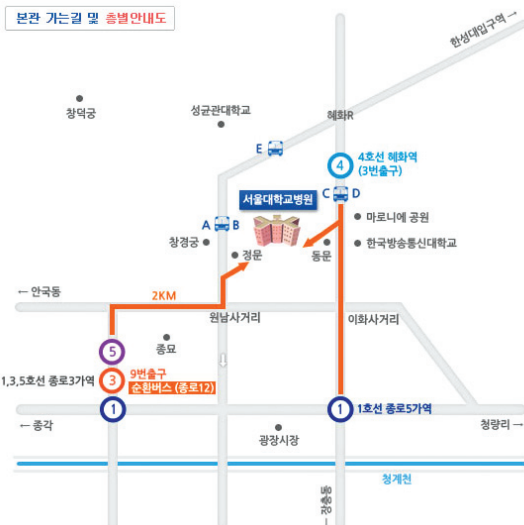 본관 가는길 및 층별안내도
한성대입구역 →
창덕궁
성균관대학교
혜화R
E
4
4호선 혜화역
(3번출구)
서울대학교병원
C D
A B
마로니에 공원
창경궁
정문
동문
한국방송통신대학교
← 안국동
2KM
원남사거리
이화사거리
종묘
5
1,3,5호선 종로3가역
3
9번출구
순환버스 (종로12)
1
1
1호선 종로5가역
← 종각
청량리 →
광장시장
청계천
← 장충동